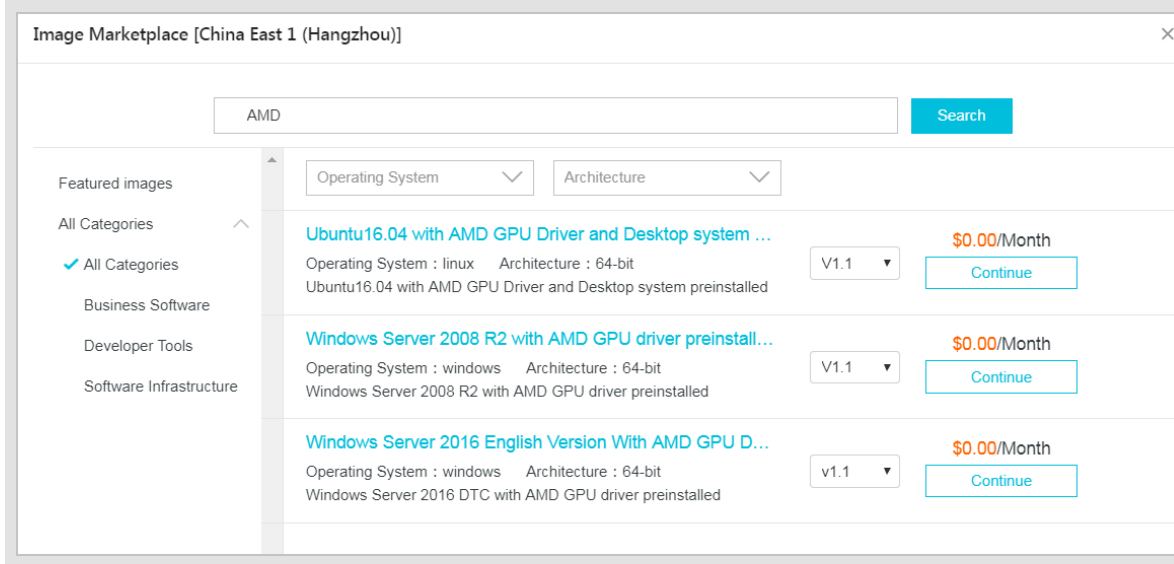 Image Marketplace [China East 1 (Hangzhou)]
AMD
Search
Featured images
All Categories
All Categories
Business Software
Developer Tools
Software Infrastructure
Operating System
Architecture
Ubuntu16.04 with AMD GPU Driver and Desktop system ...
Operating System : linux Architecture : 64-bit
Ubuntu16.04 with AMD GPU Driver and Desktop system preinstalled
V1.1
$0.00/Month
Continue
Windows Server 2008 R2 with AMD GPU driver preinstall...
Operating System : windows Architecture : 64-bit
Windows Server 2008 R2 with AMD GPU driver preinstalled
V1.1
$0.00/Month
Continue
Windows Server 2016 English Version With AMD GPU D...
Operating System : windows Architecture : 64-bit
Windows Server 2016 DTC with AMD GPU driver preinstalled
v1.1
$0.00/Month
Continue